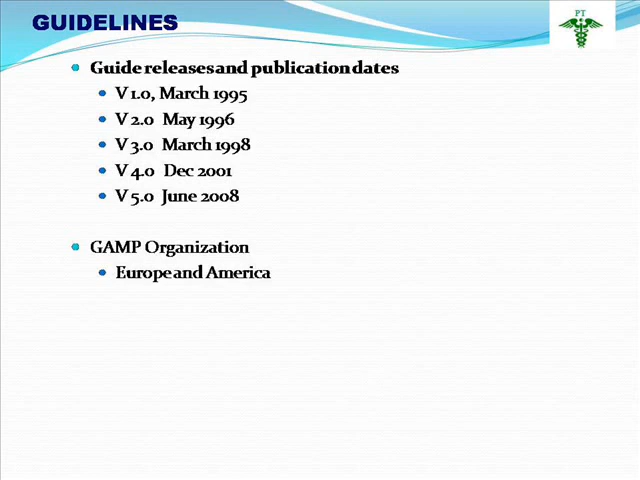 GUIDELINES
PT
Guide releases and publication dates
V 1.0, March 1995
V 2.0 May 1996
V 3.0 March 1998
V 4.0 Dec 2001
V 5.0 June 2008
GAMP Organization
Europe and America